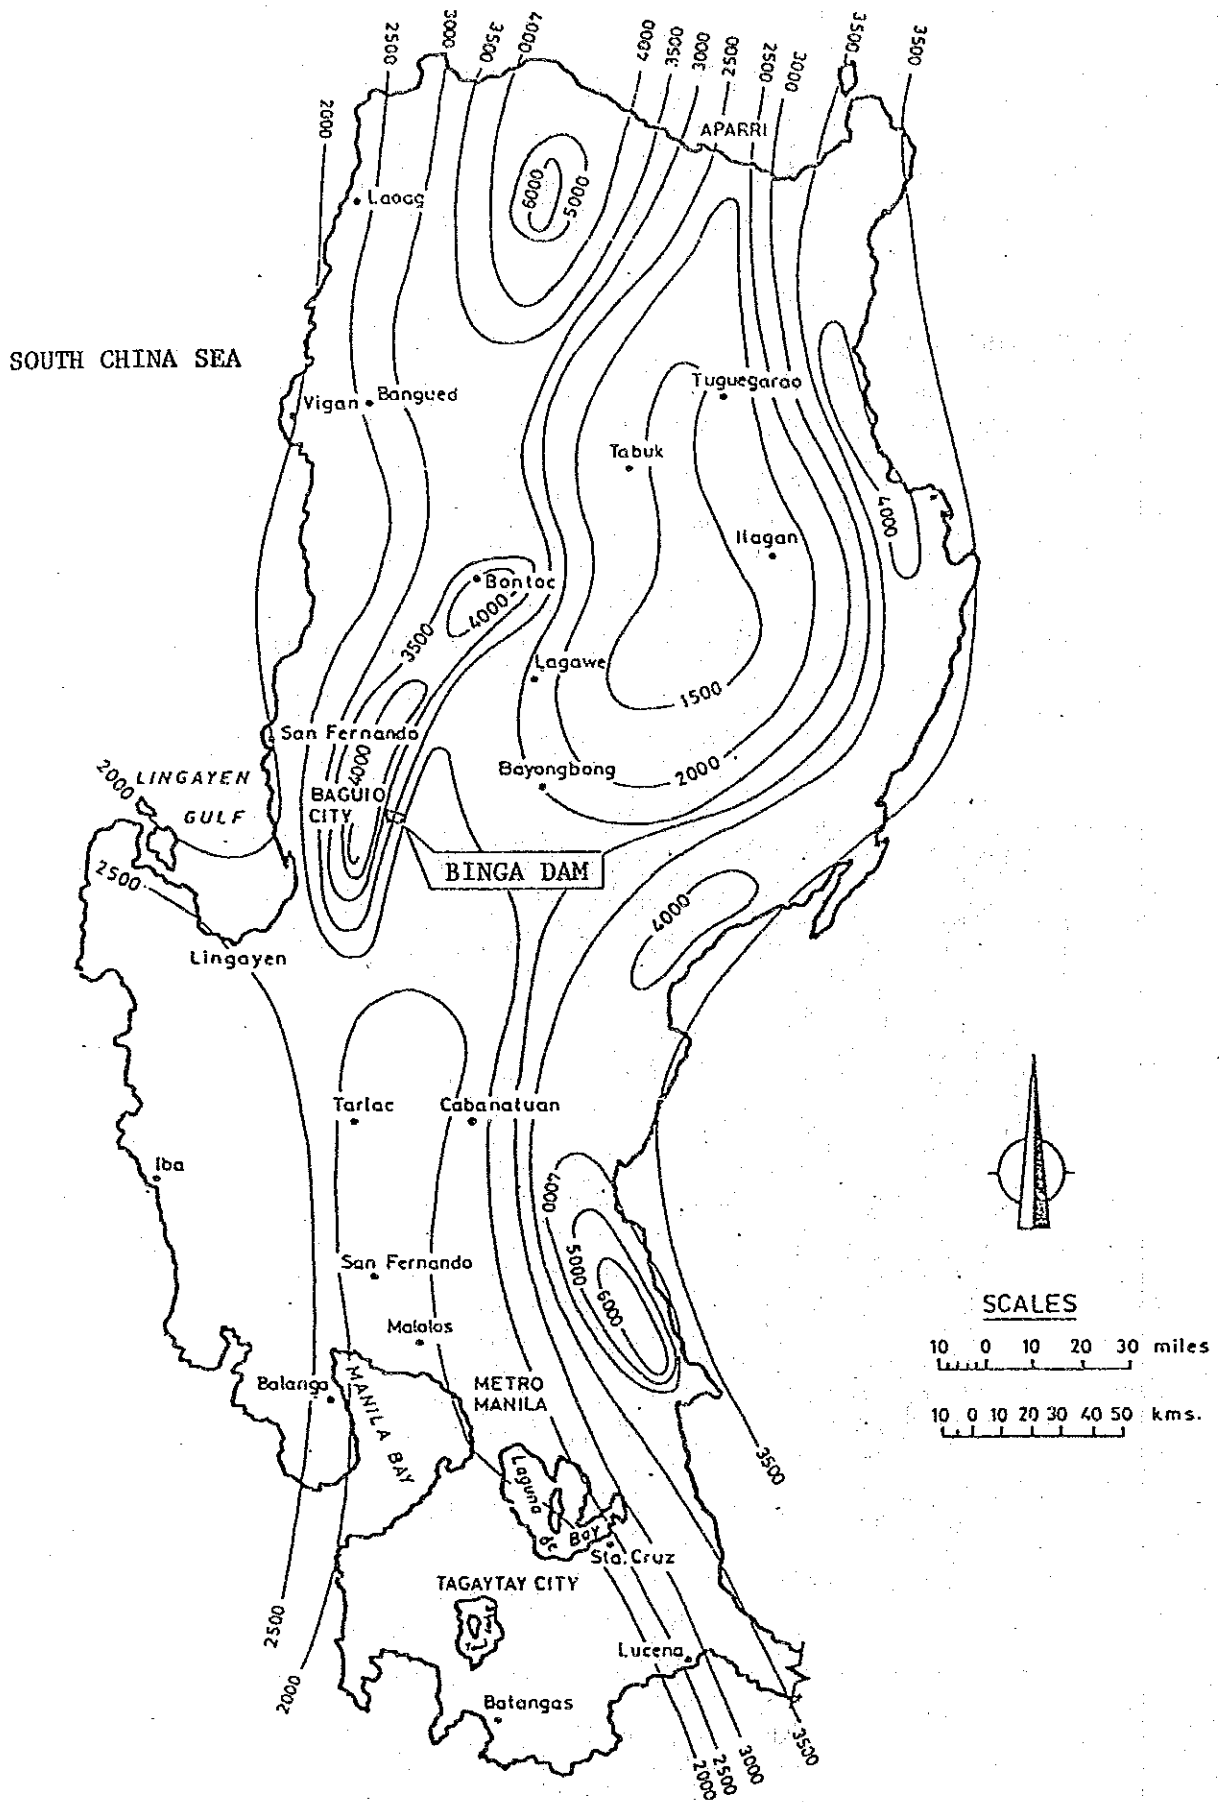 2000
2500
3000
3500
4000
4000
3500
3000
2500
2500
3000
3500
3500
APARRI
Laoag
6000
5000
SOUTH CHINA SEA
Vigan
Bangued
Tuguegarao
Tabuk
4000
Ilagan
Bontoc
4000
3500
Lagawe
1500
San Fernando
2000
LINGAYEN
GULF
4000
Bayongbong
2000
BAGUIO
CITY
BINGA DAM
2500
4000
Lingayen
Tarlac
Cabanatuan
Iba
4000
San Fernando
5000
6000
SCALES
10 0 10 20 30 miles
10 0 10 20 30 40 50 kms.
Malolos
Balanga
MANILA BAY
METRO
MANILA
3500
Laguna
de Bay
Sta. Cruz
TAGAYTAY CITY
2500
2000
Lucena
Batangas
2000
2500
3000
3500